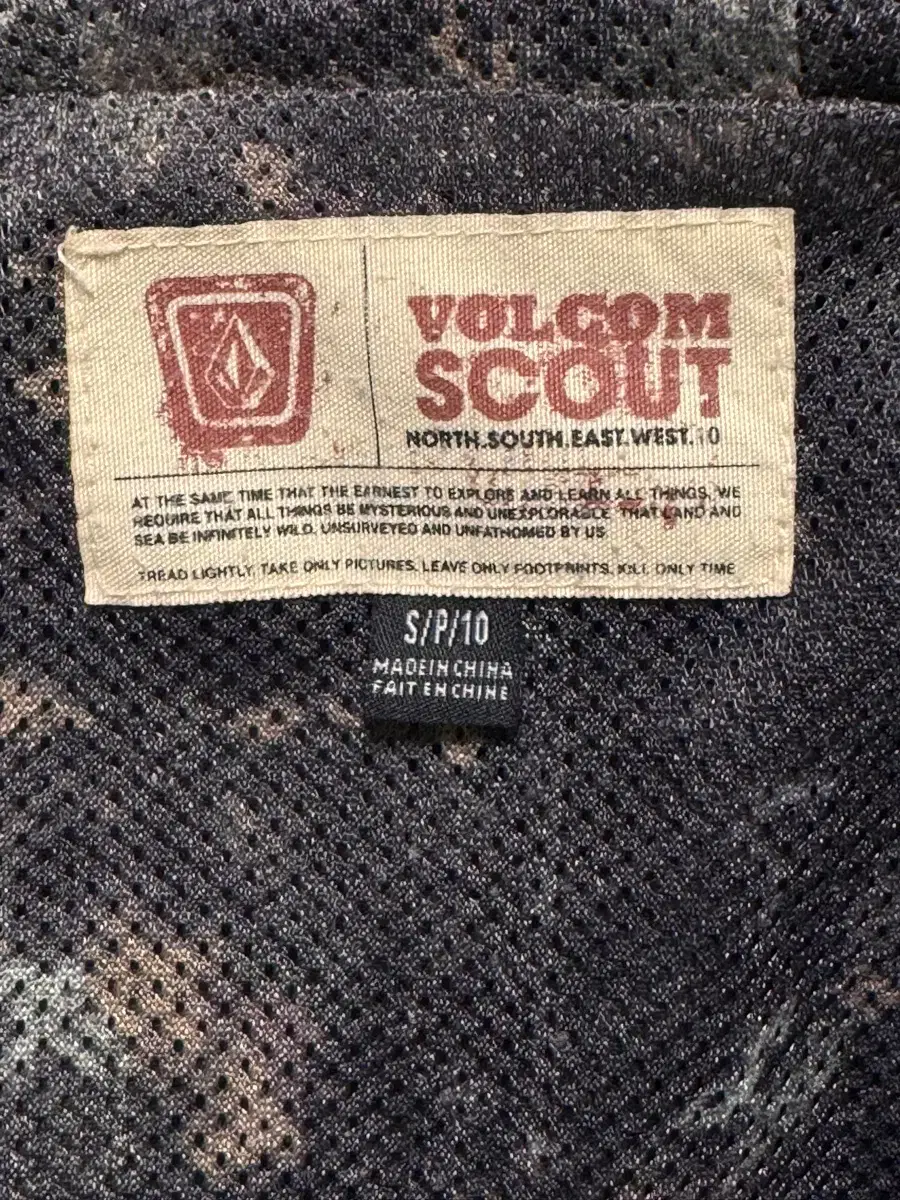 VOLCOM
SCOUT
NORTH.SOUTH.EAST.WEST.10
AT THE SAME TIME THAT THE EARNEST TO EXPLORE AND LEARN ALL THINGS, WE
REQUIRE THAT ALL THINGS BE MYSTERIOUS AND UNEXPLORABLE THAT LAND AND
SEA BE INFINITELY WILD. UNSURVEYED AND UNFATHOMED BY US
TREAD LIGHTLY, TAKE ONLY PICTURES. LEAVE ONLY FOOTPRINTS. KILL ONLY TIME
S/P/10
MADE IN CHINA
FAIT EN CHINE